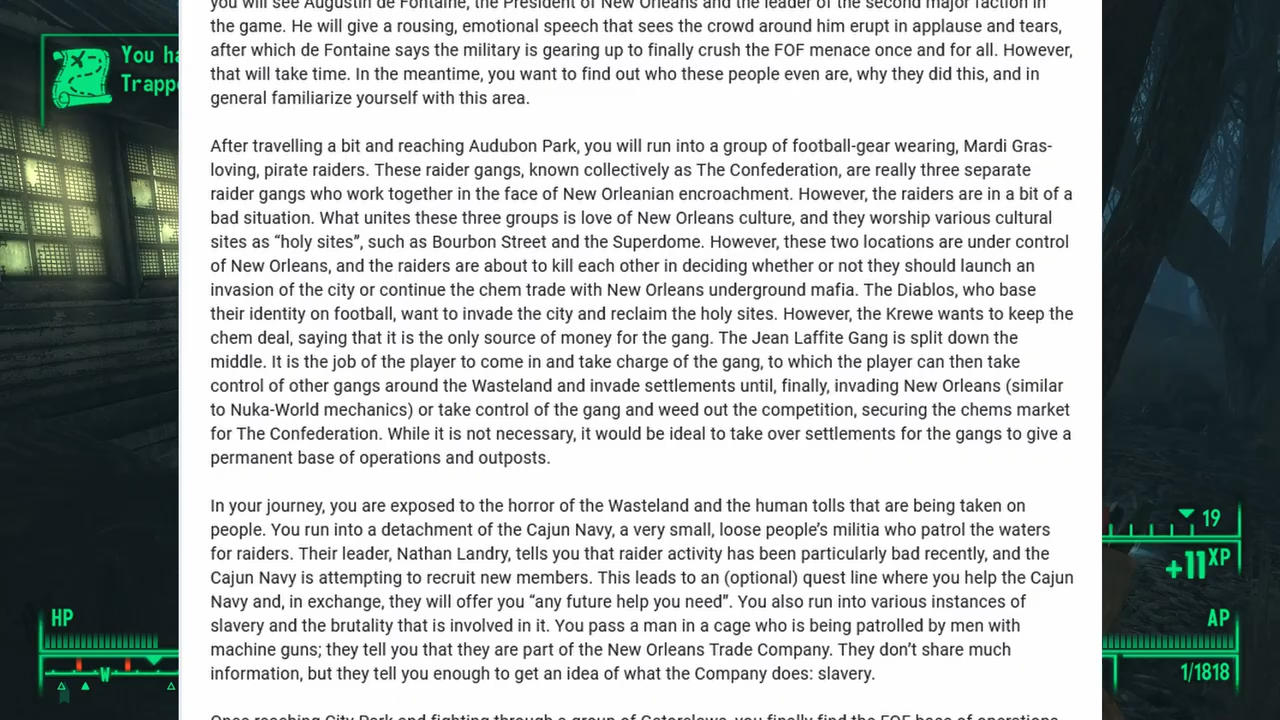 you will see Augustin de Fontaine, the President of New Orleans and the leader of the second major faction in
the game. He will give a rousing, emotional speech that sees the crowd around him erupt in applause and tears,
after which de Fontaine says the military is gearing up to finally crush the FOF menace once and for all. However,
that will take time. In the meantime, you want to find out who these people even are, why they did this, and in
general familiarize yourself with this area.
After travelling a bit and reaching Audubon Park, you will run into a group of football-gear wearing, Mardi Gras-
loving, pirate raiders. These raider gangs, known collectively as The Confederation, are really three separate
raider gangs who work together in the face of New Orleanian encroachment. However, the raiders are in a bit of a
bad situation. What unites these three groups is love of New Orleans culture, and they worship various cultural
sites as “holy sites”, such as Bourbon Street and the Superdome. However, these two locations are under control
of New Orleans, and the raiders are about to kill each other in deciding whether or not they should launch an
invasion of the city or continue the chem trade with New Orleans underground mafia. The Diablos, who base
their identity on football, want to invade the city and reclaim the holy sites. However, the Krewe wants to keep the
chem deal, saying that it is the only source of money for the gang. The Jean Laffite Gang is split down the
middle. It is the job of the player to come in and take charge of the gang, to which the player can then take
control of other gangs around the Wasteland and invade settlements until, finally, invading New Orleans (similar
to Nuka-World mechanics) or take control of the gang and weed out the competition, securing the chems market
for The Confederation. While it is not necessary, it would be ideal to take over settlements for the gangs to give a
permanent base of operations and outposts.
In your journey, you are exposed to the horror of the Wasteland and the human tolls that are being taken on
people. You run into a detachment of the Cajun Navy, a very small, loose people’s militia who patrol the waters
for raiders. Their leader, Nathan Landry, tells you that raider activity has been particularly bad recently, and the
Cajun Navy is attempting to recruit new members. This leads to an (optional) quest line where you help the Cajun
Navy and, in exchange, they will offer you “any future help you need”. You also run into various instances of
slavery and the brutality that is involved in it. You pass a man in a cage who is being patrolled by men with
machine guns; they tell you that they are part of the New Orleans Trade Company. They don’t share much
information, but they tell you enough to get an idea of what the Company does: slavery.
Once reaching City Park and fighting through a group of Gatorclaws, you finally find the FOF base of operations
You ha
Trappe
HP
W
19
+11 XP
AP
1/1818